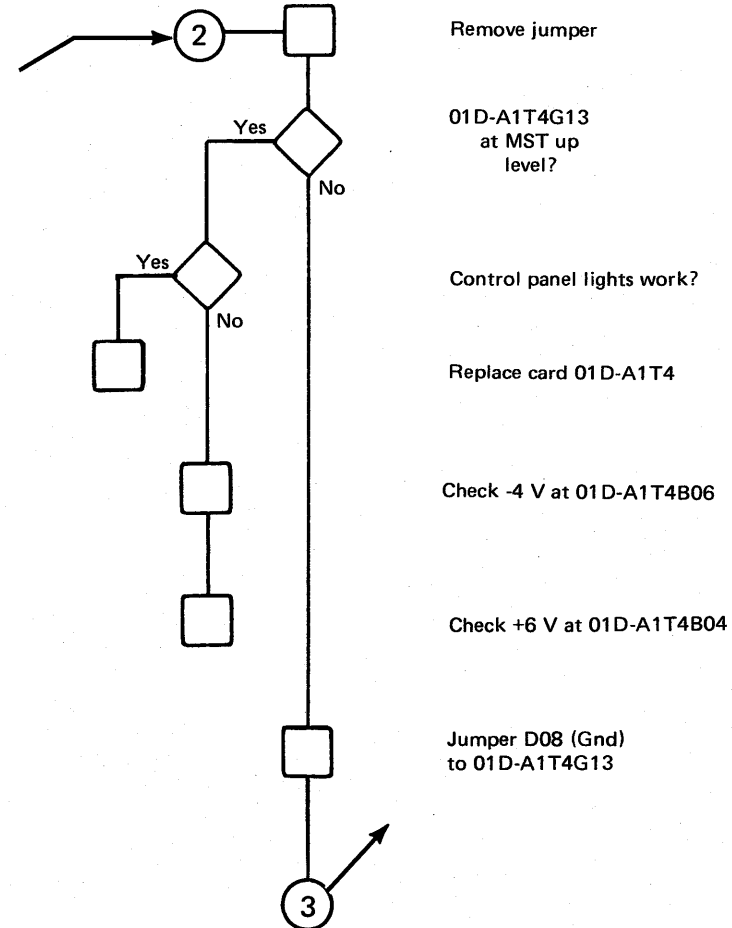 2
Remove jumper
01D-A1T4G13
at MST up
level?
Yes
No
Yes
Control panel lights work?
No
Replace card 01D-A1T4
Check -4 V at 01D-A1T4B06
Check +6 V at 01D-A1T4B04
Jumper D08 (Gnd)
to 01D-A1T4G13
3